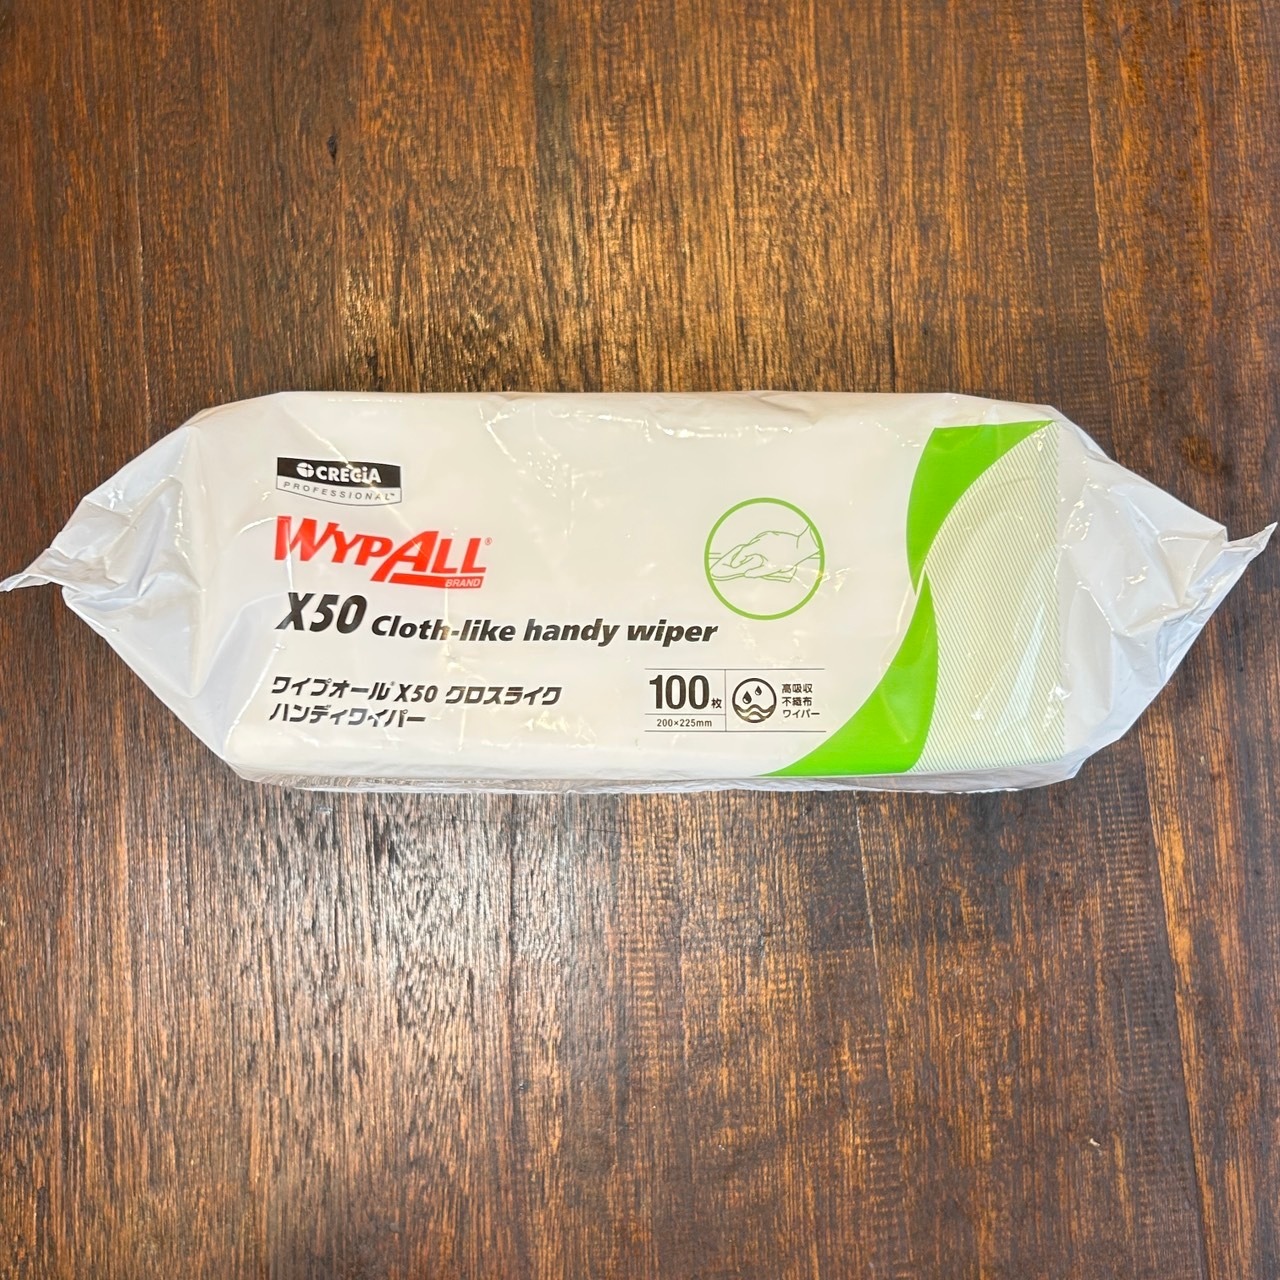 CRECIA
PROFESSIONAL™
WYPALL®
BRAND
X50 Cloth-like handy wiper
ワイプオール®X50 クロスライク
ハンディワイパー
100枚
200×225mm
高吸収
不織布
ワイパー